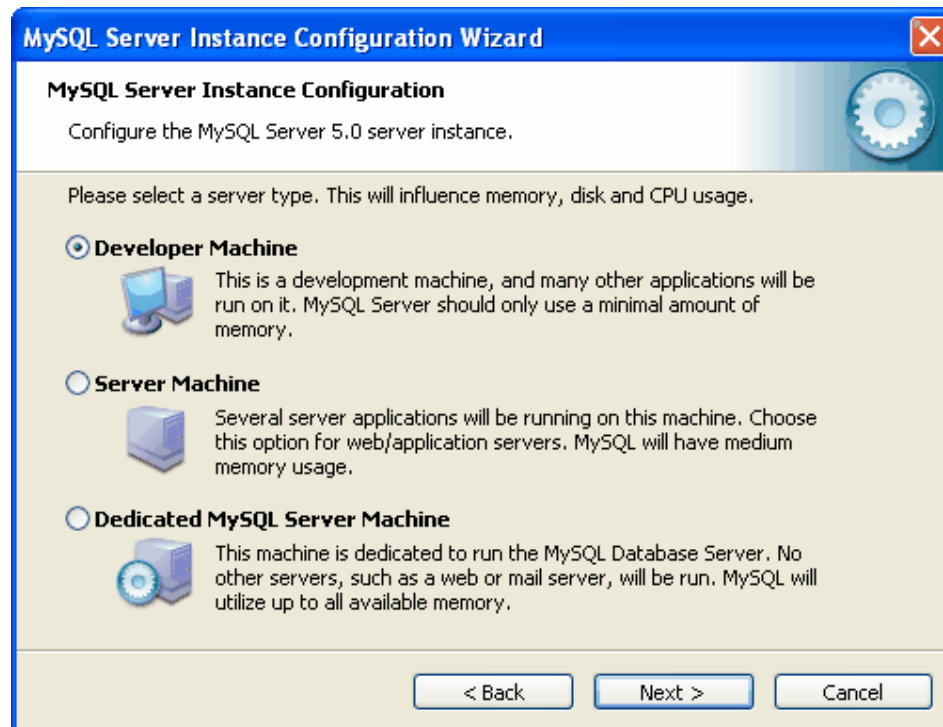 MySQL Server Instance Configuration Wizard
MySQL Server Instance Configuration
Configure the MySQL Server 5.0 server instance.
Please select a server type. This will influence memory, disk and CPU usage.
Developer Machine
This is a development machine, and many other applications will be
run on it. MySQL Server should only use a minimal amount of
memory.
Server Machine
Several server applications will be running on this machine. Choose
this option for web/application servers. MySQL will have medium
memory usage.
Dedicated MySQL Server Machine
This machine is dedicated to run the MySQL Database Server. No
other servers, such as a web or mail server, will be run. MySQL will
utilize up to all available memory.
< Back Next > Cancel